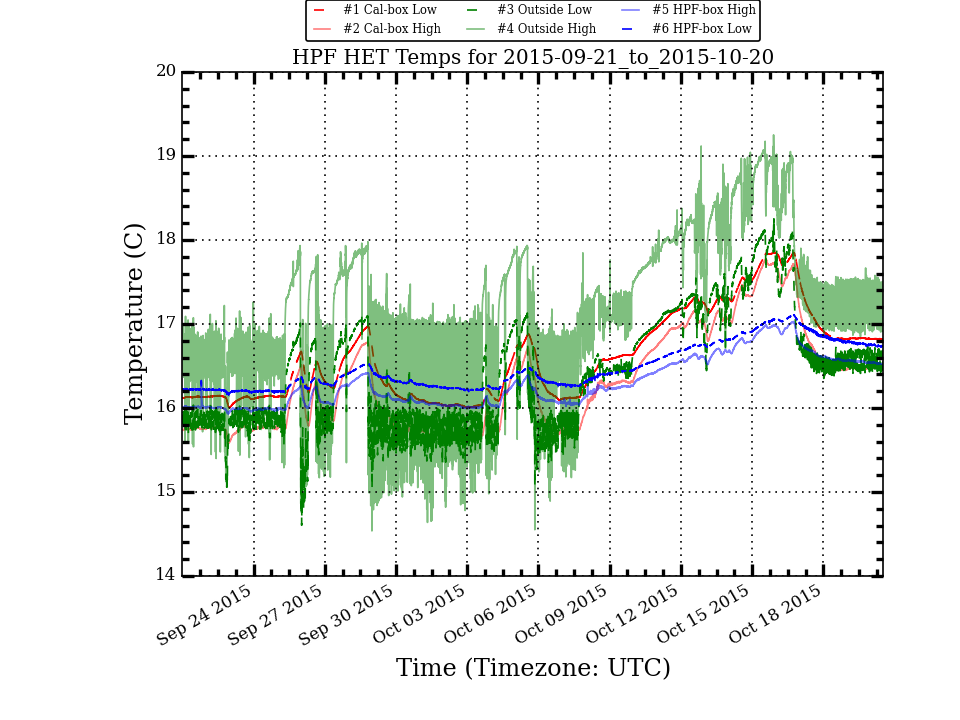 #1 Cal-box Low #3 Outside Low #5 HPF-box High
#2 Cal-box High #4 Outside High #6 HPF-box Low
HPF HET Temps for 2015-09-21_to_2015-10-20
20
19
18
17
16
15
14
Temperature (C)
Sep 24 2015
Sep 27 2015
Sep 30 2015
Oct 03 2015
Oct 06 2015
Oct 09 2015
Oct 12 2015
Oct 15 2015
Oct 18 2015
Time (Timezone: UTC)